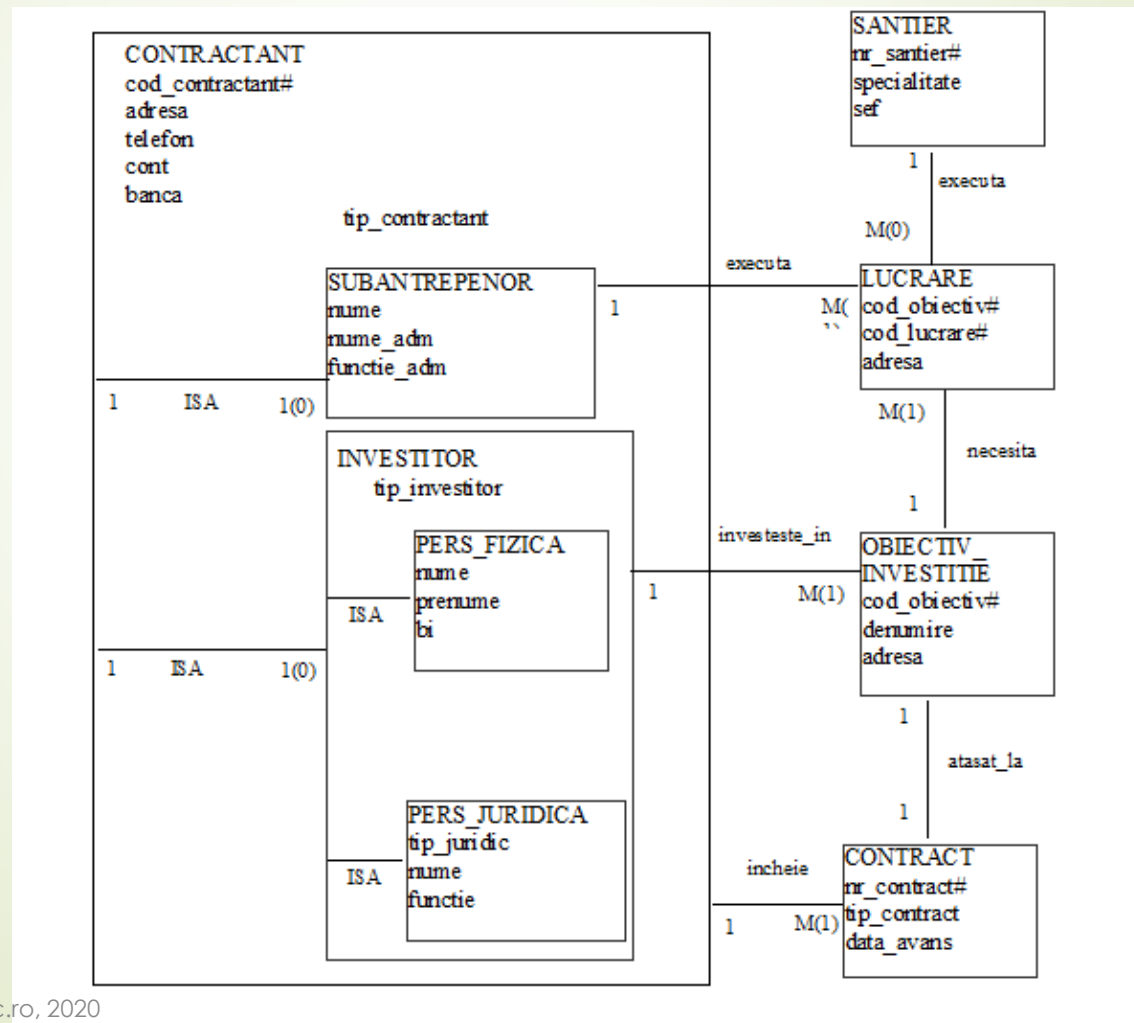 CONTRACTANT
cod_contractant#
adresa
telefon
cont
banca
tip_contractant
SUBANTREPENOR
nume
nume_adm
functie_adm
1 ISA 1(0)
INVESTITOR
tip_investitor
PERS_FIZICA
nume
prenume
bi
ISA
1 ISA 1(0)
PERS_JURIDICA
tip_juridic
nume
functie
ISA
SANTIER
nr_santier#
specialitate
sef
1
executa
M(0)
executa
1
M(
LUCRARE
cod_obiectiv#
cod_lucrare#
adresa
M(1)
necesita
1
investeste_in
1
M(1)
OBIECTIV_
INVESTITIE
cod_obiectiv#
denumire
adresa
1
atasat_la
1
incheie
1
M(1)
CONTRACT
nr_contract#
tip_contract
data_avans
c.ro, 2020